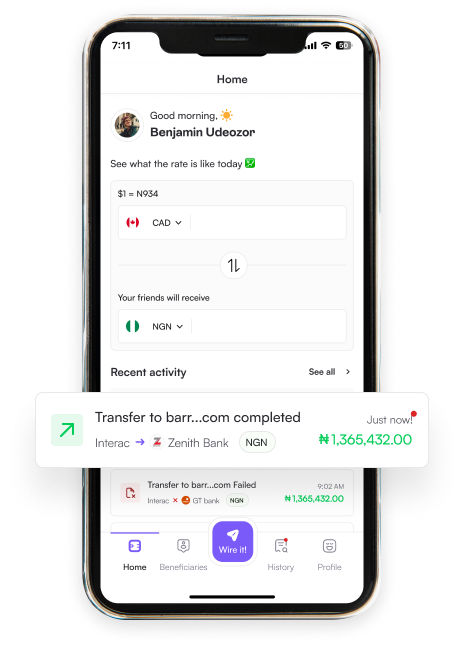 7:11
50
Home
Good morning, ☀️
Benjamin Udeozor
See what the rate is like today 💹
$1 = N934
CAD
Your friends will receive
NGN
Recent activity
See all
Transfer to barr...com completed
Just now!
Interac → Zenith Bank NGN
₦1,365,432.00
Transfer to barr...com Failed
9:02 AM
Interac × GT bank NGN
₦1,365,432.00
Wire it!
Home
Beneficiaries
History
Profile